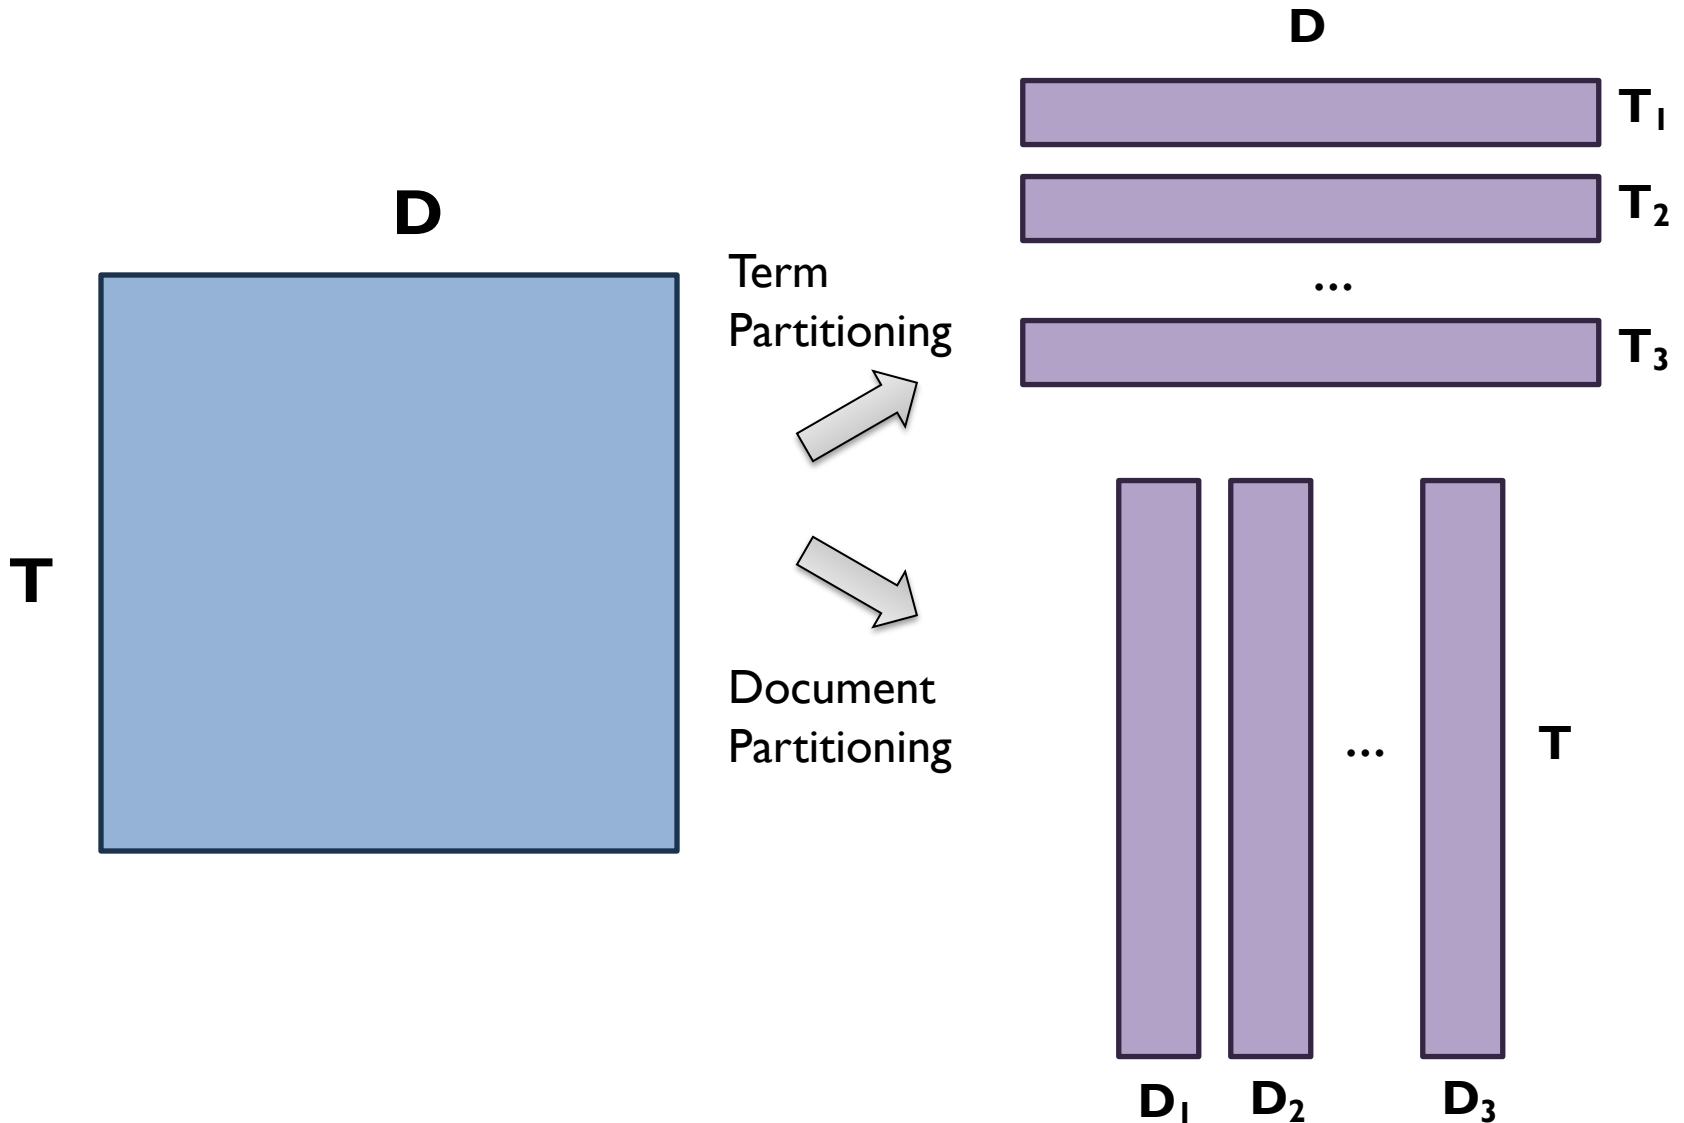 D
T
Term
Partitioning
Document
Partitioning
D
T₁
T₂
...
T₃
...
T
D₁
D₂
D₃